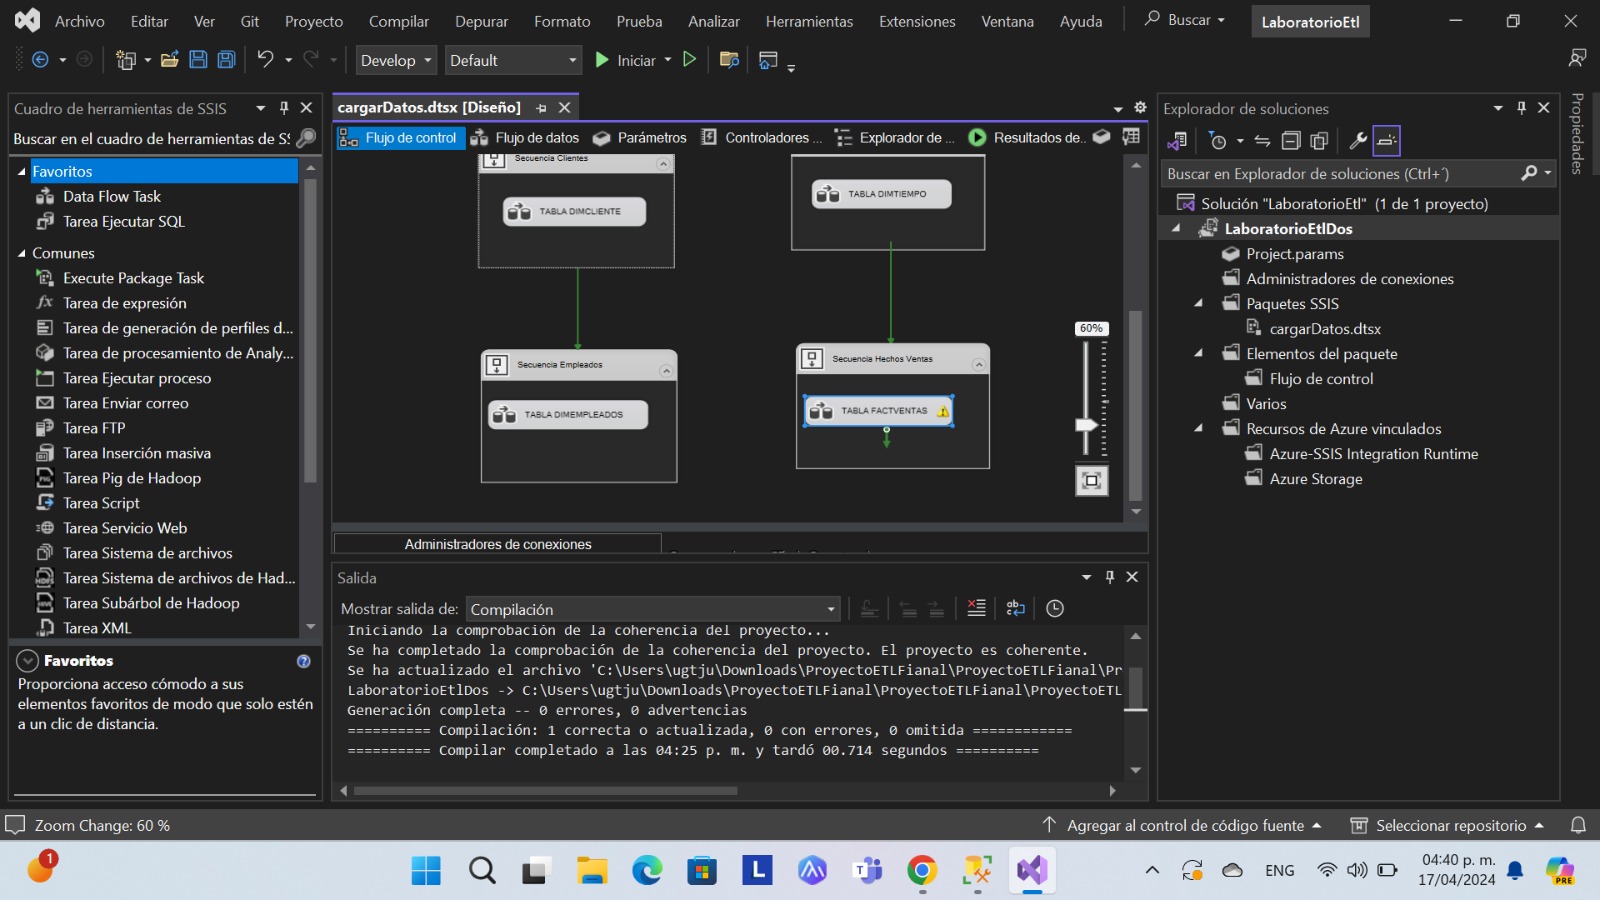 Archivo Editar Ver Git Proyecto Compilar Depurar Formato Prueba Analizar Herramientas Extensiones Ventana Ayuda Buscar LaboratorioEtl
Develop Default Iniciar
Cuadro de herramientas de SSIS
Buscar en el cuadro de herramientas de S
Favoritos
Data Flow Task
Tarea Ejecutar SQL
Comunes
Execute Package Task
Tarea de expresión
Tarea de generación de perfiles d...
Tarea de procesamiento de Analy...
Tarea Ejecutar proceso
Tarea Enviar correo
Tarea FTP
Tarea Inserción masiva
Tarea Pig de Hadoop
Tarea Script
Tarea Servicio Web
Tarea Sistema de archivos
Tarea Sistema de archivos de Had...
Tarea Subárbol de Hadoop
Tarea XML
Favoritos
Proporciona acceso cómodo a sus
elementos favoritos de modo que solo estén
a un clic de distancia.
cargarDatos.dtsx [Diseño]
Flujo de control Flujo de datos Parámetros Controladores ... Explorador de ... Resultados de..
Secuencia Clientes
TABLA DIMCLIENTE
TABLA DIMTIEMPO
Secuencia Empleados
TABLA DIMEMPLEADOS
Secuencia Hechos Ventas
TABLA FACTVENTAS
60%
Administradores de conexiones
Salida
Mostrar salida de: Compilación
Iniciando la comprobación de la coherencia del proyecto...
Se ha completado la comprobación de la coherencia del proyecto. El proyecto es coherente.
Se ha actualizado el archivo 'C:\Users\ugtju\Downloads\ProyectoETLFianal\ProyectoETLFianal\Pr
LaboratorioEtlDos -> C:\Users\ugtju\Downloads\ProyectoETLFianal\ProyectoETLFianal\ProyectoETL
Generación completa -- 0 errores, 0 advertencias
========== Compilación: 1 correcta o actualizada, 0 con errores, 0 omitida ============
========== Compilar completado a las 04:25 p. m. y tardó 00.714 segundos ==========
Explorador de soluciones
Buscar en Explorador de soluciones (Ctrl+´)
Solución "LaboratorioEtl" (1 de 1 proyecto)
LaboratorioEtlDos
Project.params
Administradores de conexiones
Paquetes SSIS
cargarDatos.dtsx
Elementos del paquete
Flujo de control
Varios
Recursos de Azure vinculados
Azure-SSIS Integration Runtime
Azure Storage
Propiedades
Zoom Change: 60 % Agregar al control de código fuente Seleccionar repositorio
1
L
T
ENG
04:40 p. m.
17/04/2024
PRE